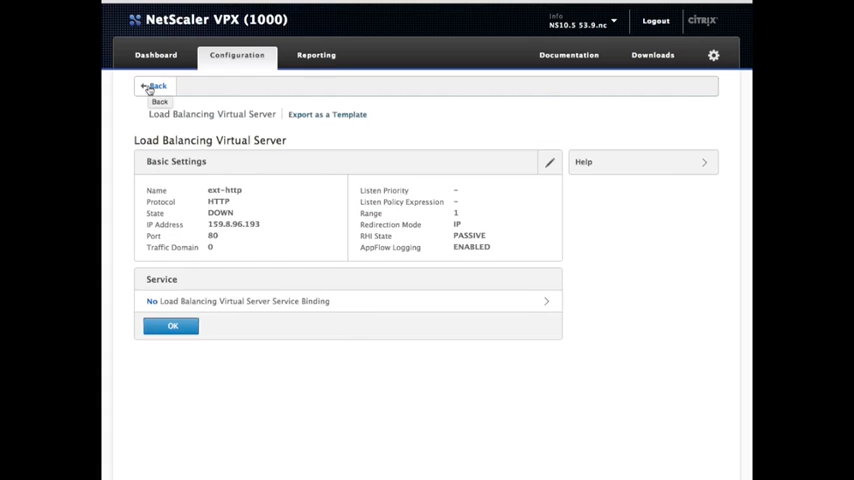 NetScaler VPX (1000)
Info
NS10.5 53.9.nc
Logout
CITRIX
Dashboard
Configuration
Reporting
Documentation
Downloads
Back
Back
Load Balancing Virtual Server
Export as a Template
Load Balancing Virtual Server
Basic Settings
Help
Name ext-http
Protocol HTTP
State DOWN
IP Address 159.8.96.193
Port 80
Traffic Domain 0
Listen Priority -
Listen Policy Expression -
Range 1
Redirection Mode IP
RHI State PASSIVE
AppFlow Logging ENABLED
Service
No Load Balancing Virtual Server Service Binding
OK